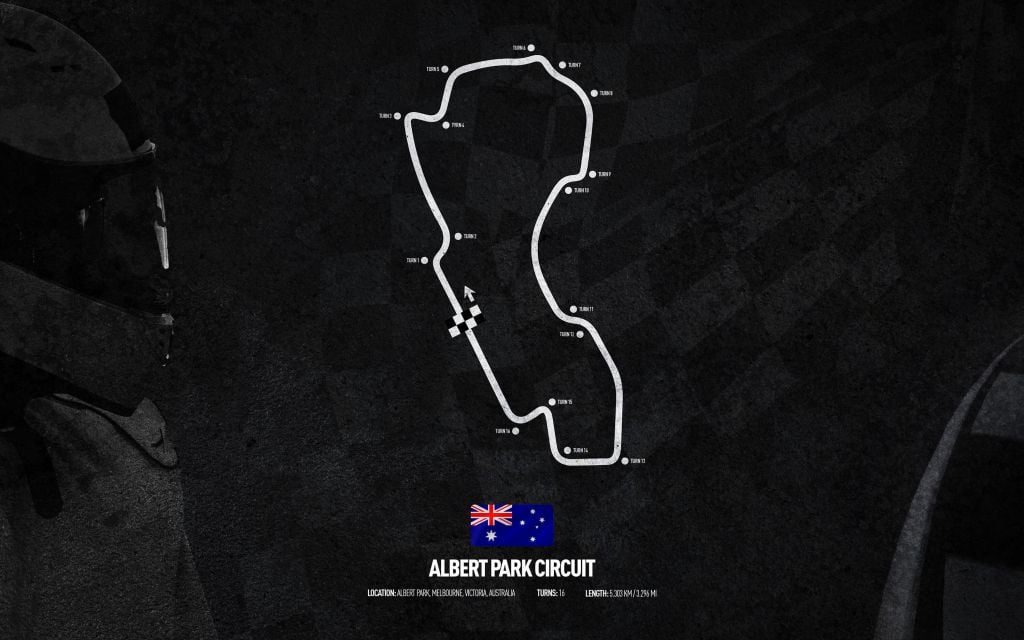 TURN 6
TURN 5
TURN 7
TURN 8
TURN 3
TURN 4
TURN 9
TURN 10
TURN 2
TURN 1
TURN 11
TURN 12
TURN 15
TURN 16
TURN 14
TURN 13
ALBERT PARK CIRCUIT
LOCATION: ALBERT PARK, MELBOURNE, VICTORIA, AUSTRALIA TURNS: 16 LENGTH: 5.303 KM / 3.296 MI